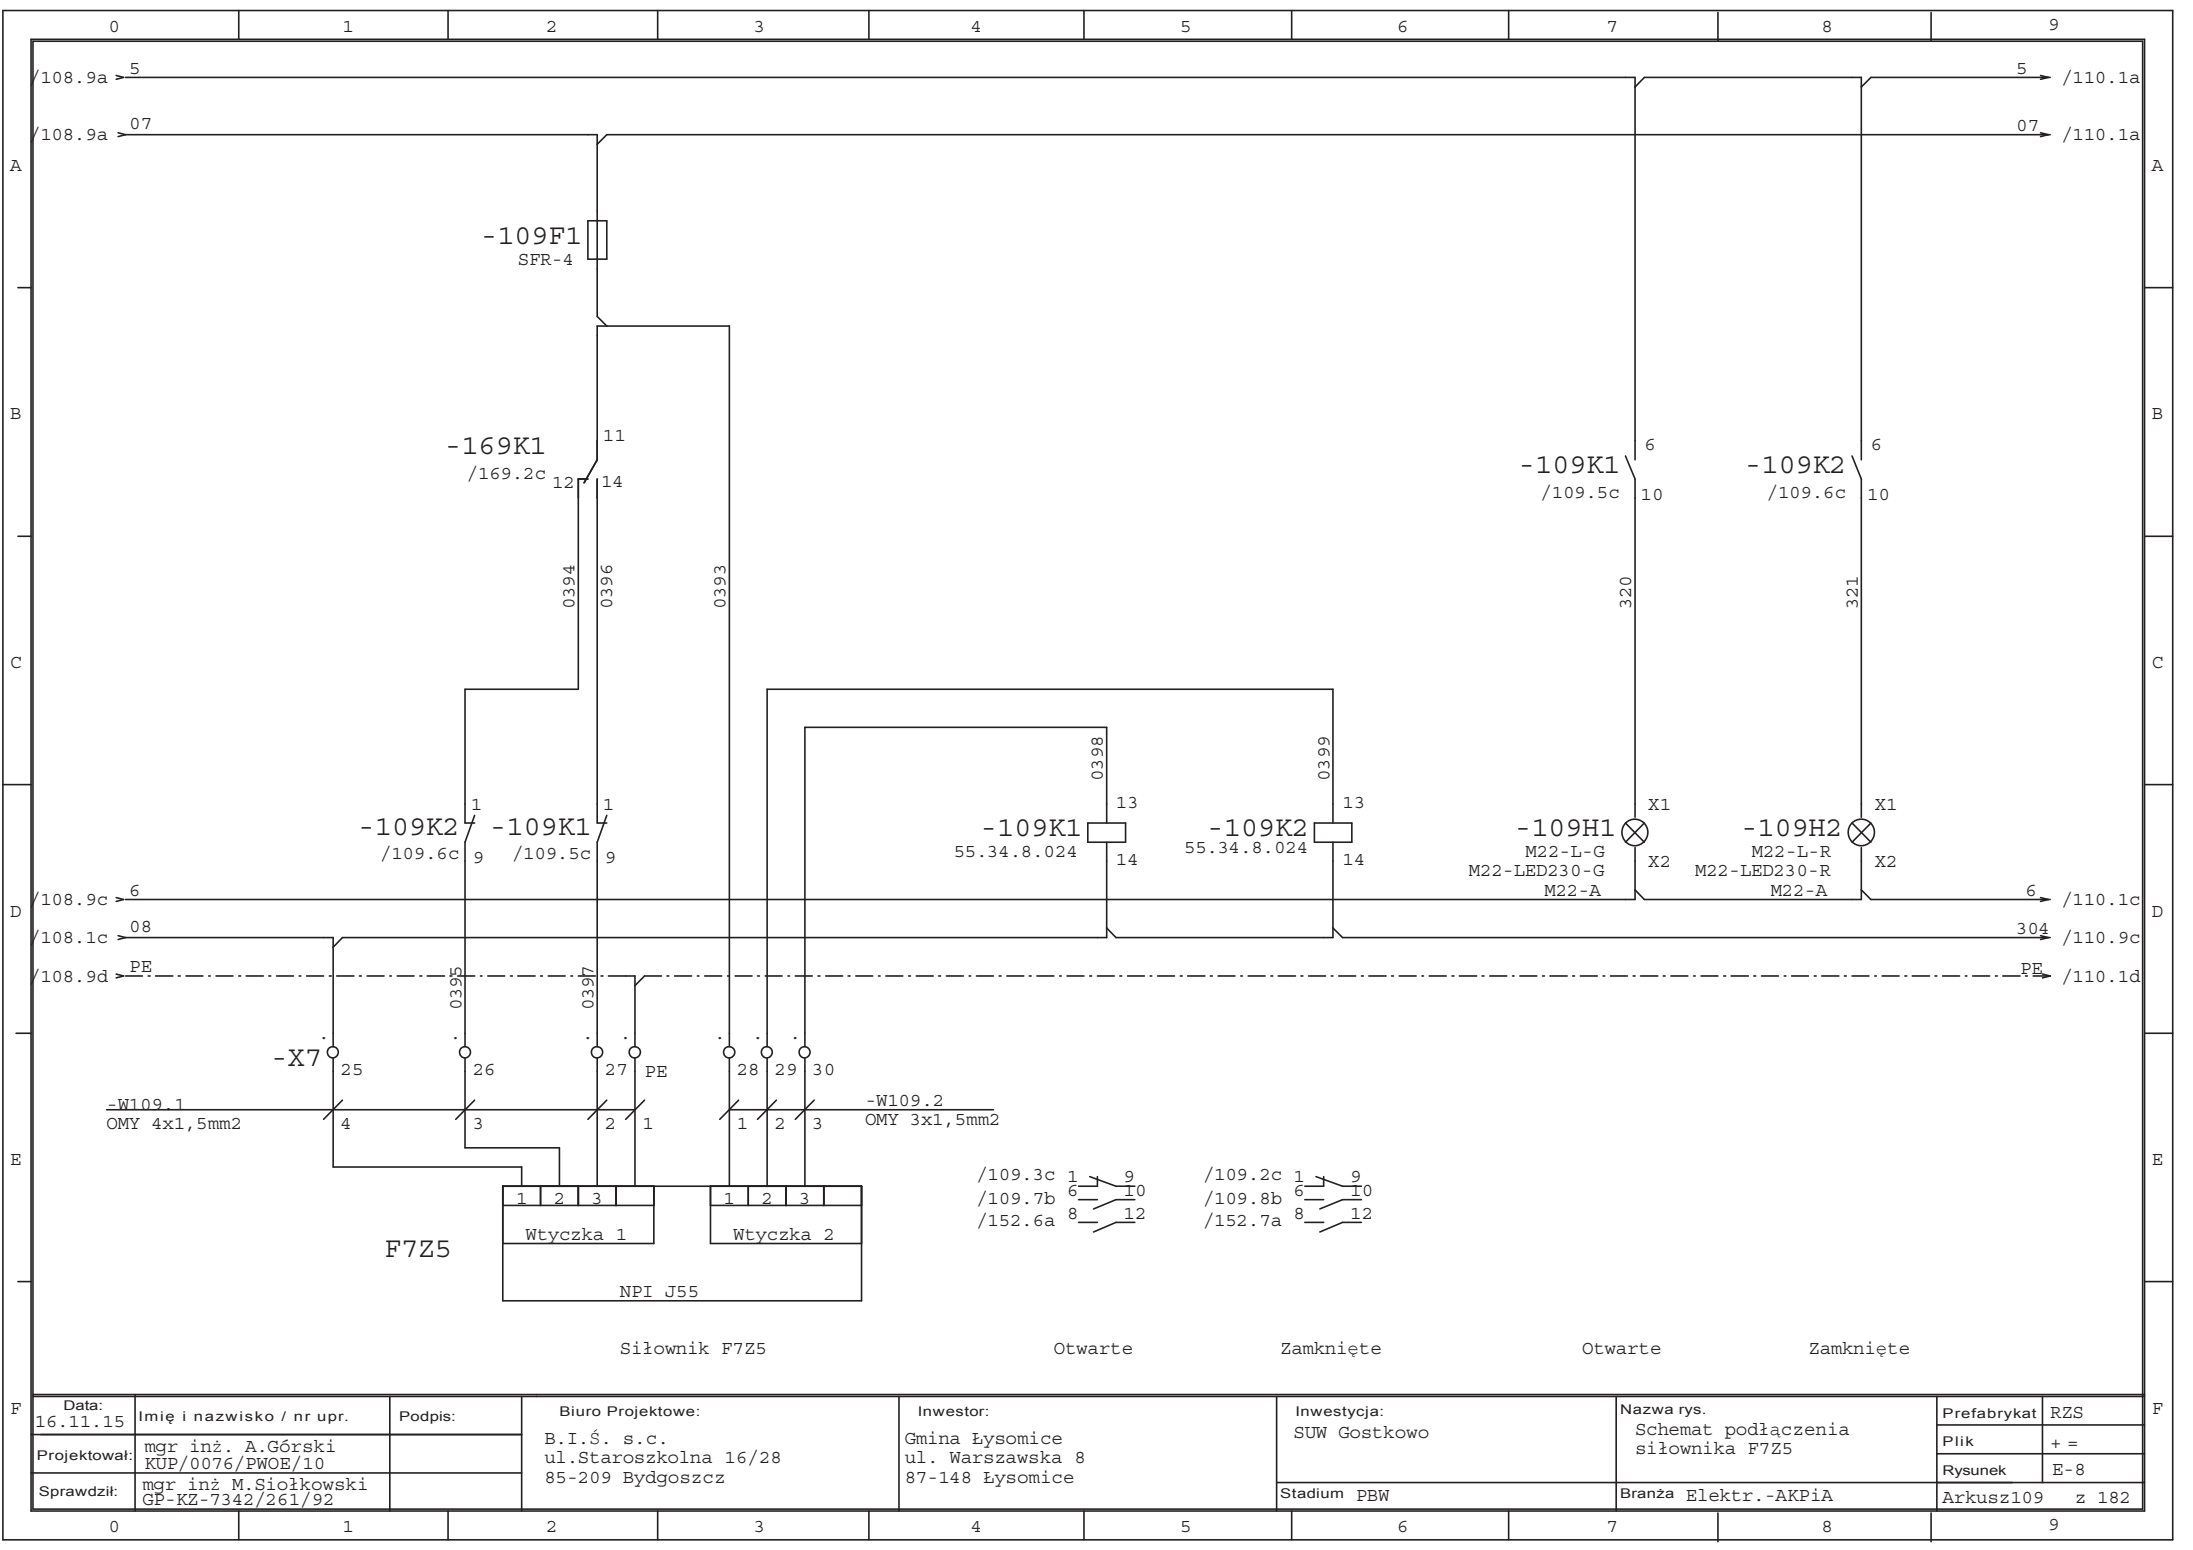 0 1 2 3 4 5 6 7 8 9
/108.9a 5 5 /110.1a
/108.9a 07 07 /110.1a
A A
-109F1
SFR-4
B B
-169K1 11
/169.2c 12 14
-109K1 6
/109.5c 10
-109K2 6
/109.6c 10
0394
0396
0393
320
321
C C
0398
0399
-109K2 1
/109.6c 9
-109K1 1
/109.5c 9
13
-109K1
55.34.8.024
14
13
-109K2
55.34.8.024
14
X1
-109H1
M22-L-G
X2
M22-LED230-G
M22-A
X1
-109H2
M22-L-R
X2
M22-LED230-R
M22-A
/108.9c 6 6 /110.1c
D D
/108.1c 08 304 /110.9c
/108.9d PE PE /110.1d
0395
0397
-X7 . 25 . 26 . 27 . PE . 28 . 29 . 30
-W109.1
OMY 4x1,5mm2
4 3 2 1
-W109.2
OMY 3x1,5mm2
1 2 3
E E
1 2 3
Wtyczka 1
1 2 3
Wtyczka 2
F7Z5
NPI J55
/109.3c 1 9
/109.7b 6 10
/152.6a 8 12
/109.2c 1 9
/109.8b 6 10
/152.7a 8 12
Siłownik F7Z5 Otwarte Zamknięte Otwarte Zamknięte
F F
Data:
16.11.15
Imię i nazwisko / nr upr.
Podpis:
Projektował:
mgr inż. A.Górski
KUP/0076/PWOE/10
Sprawdził:
mgr inż M.Siołkowski
GP-KZ-7342/261/92
Biuro Projektowe:
B.I.Ś. s.c.
ul.Staroszkolna 16/28
85-209 Bydgoszcz
Inwestor:
Gmina Łysomice
ul. Warszawska 8
87-148 Łysomice
Inwestycja:
SUW Gostkowo
Stadium PBW
Nazwa rys.
Schemat podłączenia
siłownika F7Z5
Branża Elektr.-AKPiA
Prefabrykat RZS
Plik + =
Rysunek E-8
Arkusz109 z 182
0 1 2 3 4 5 6 7 8 9